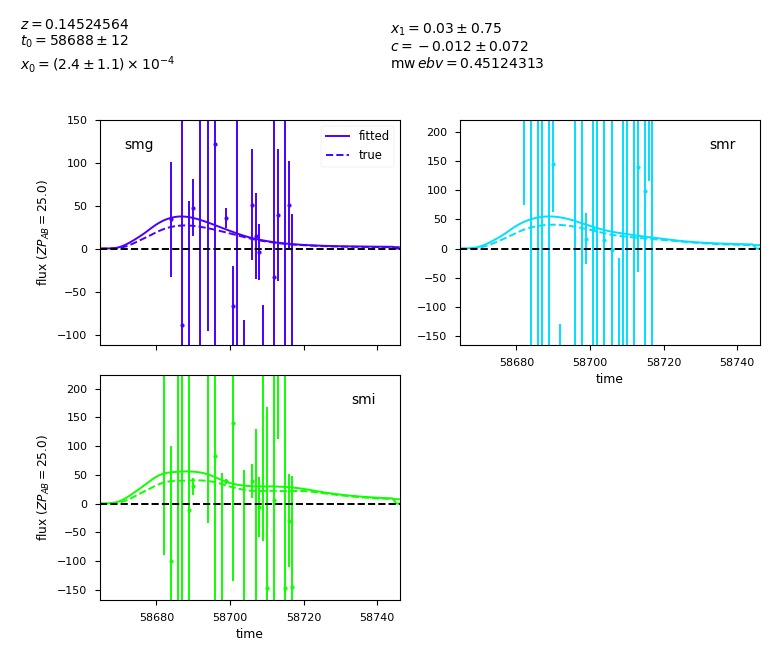 z = 0.14524564
t₀ = 58688 ± 12
x₀ = (2.4 ± 1.1) × 10⁻⁴
x₁ = 0.03 ± 0.75
c = −0.012 ± 0.072
mw ebv = 0.45124313
smg
fitted
true
150
100
50
0
−50
−100
flux (ZP_AB = 25.0)
smr
200
150
100
50
0
−50
−100
−150
58680 58700 58720 58740
time
smi
200
150
100
50
0
−50
−100
−150
flux (ZP_AB = 25.0)
58680 58700 58720 58740
time